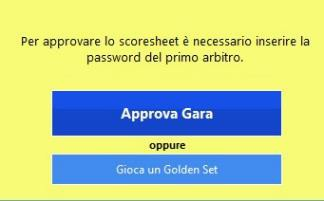 Per approvare lo scoresheet è necessario inserire la
password del primo arbitro.
Approva Gara
oppure
Gioca un Golden Set